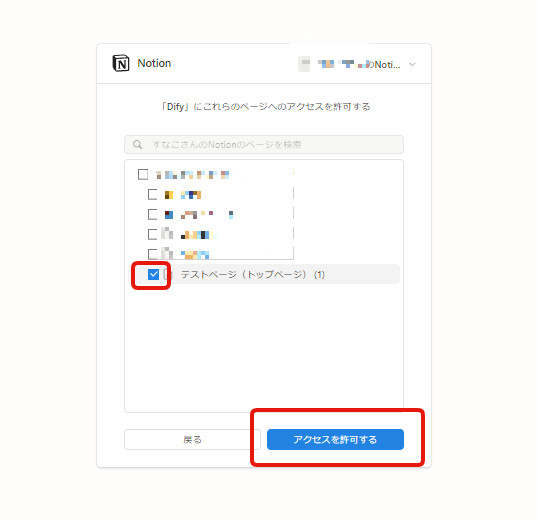 Notion
Noti...
「Dify」にこれらのページへのアクセスを許可する
すなこさんのNotionのページを検索
テストページ（トップページ） (1)
戻る
アクセスを許可する